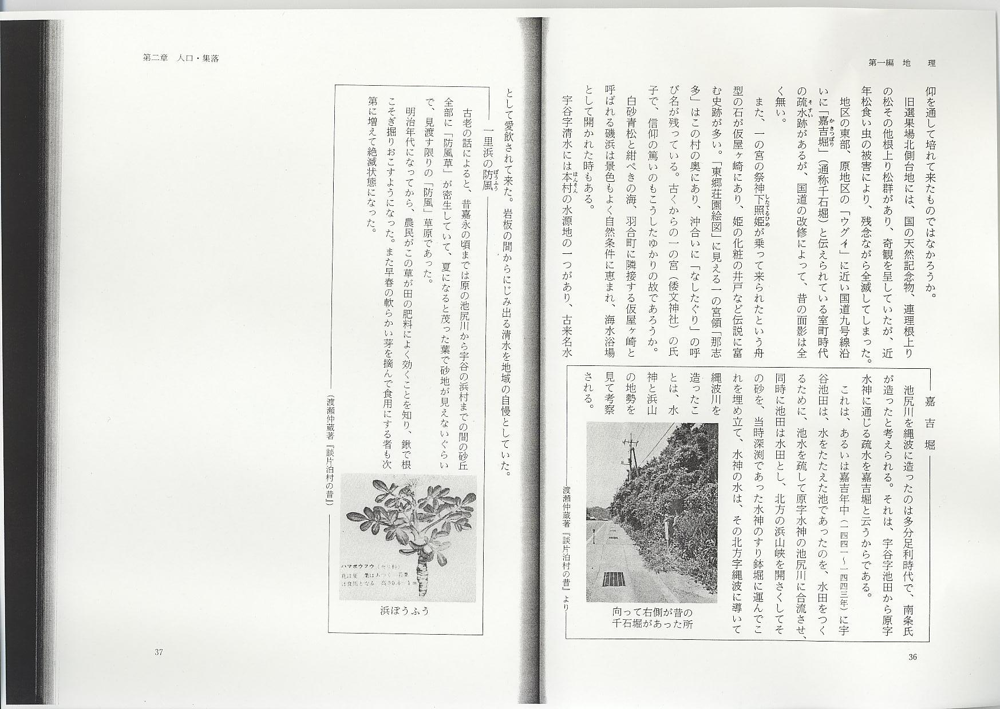 第一編　地　　理
仰を通して培れて来たものではなかろうか。
旧選果場北側台地には、国の天然記念物、連理根上り
の松その他根上り松群があり、奇観を呈していたが、近
年松食い虫の被害により、残念ながら全滅してしまった。
地区の東部、原地区の「ウグイ」に近い国道九号線沿
いに「嘉吉堀」（通称千石堀）と伝えられている室町時代
かきつぼり
の疏水跡があるが、国道の改修によって、昔の面影は全
そすい
く無い。
また、一の宮の祭神下照姫が乗って来られたという舟
したてるひめ
型の石が仮屋ヶ崎にあり、姫の化粧の井戸など伝説に富
む史跡が多い。「東郷荘園絵図」に見える一の宮領「那志
多」はこの村の奥にあり、沖合いに「なしたぐり」の呼
び名が残っている。古くからの一の宮（倭文神社）の氏
子で、信仰の篤いのもこうしたゆかりの故であろうか。
白砂青松と紺ぺきの海、羽合町に隣接する仮屋ヶ崎と
呼ばれる磯浜は景色もよく自然条件に恵まれ、海水浴場
として開かれた時もある。
宇谷字清水には本村の水源地の一つがあり、古来名水
ほんそん
嘉吉堀
池尻川を縄波に造ったのは多分足利時代で、南条氏
が造ったと考えられる。それは、宇谷字池田から原字
水神に通じる疏水を嘉吉堀と云うからである。
これは、あるいは嘉吉年中（一四四一～一四四三年）に宇
谷池田は、水をたたえた池であったのを、水田をつく
るために、池水を疏して原字水神の池尻川に合流させ、
同時に池田は水田とし、北方の浜山峡を開さくしてそ
の砂を、当時深渕であった水神のすり鉢堀に運んでこ
れを埋め立て、水神の水は、その北方字縄波に導いて
縄波川を
造ったこ
とは、水
神と浜山
の地勢を
見て考察
される。
向って右側が昔の
千石堀があった所
渡瀬仲蔵著『談片泊村の昔』より
36
第二章　人口・集落
として愛飲されて来た。岩板の間からにじみ出る清水を地域の自慢としていた。
一里浜の防風
ぼうふう
古老の話によると、昔嘉永の頃までは原の池尻川から宇谷の浜村までの間の砂丘
全部に「防風草」が密生していて、夏になると茂った葉で砂地が見えないぐらい
で、見渡す限りの「防風」草原であった。
明治年代になってから、農民がこの草が田の肥料によく効くことを知り、鍬で根
こそぎ掘りおこすようになった。また早春の軟らかい芽を摘んで食用にする者も次
第に増えて絶滅状態になった。
ハマボウフウ（セリ科）
花は夏　葉はあつく　若葉
は食用となる　高さ0.6–1m
浜ぼうふう
（渡瀬仲蔵著『談片泊村の昔』）
37